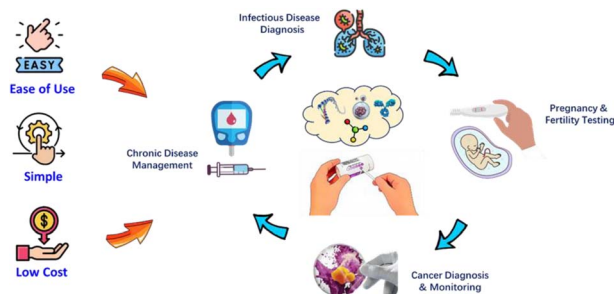 EASY
Ease of Use
Simple
$
Low Cost
Infectious Disease
Diagnosis
Chronic Disease
Management
Pregnancy &
Fertility Testing
Cancer Diagnosis
& Monitoring